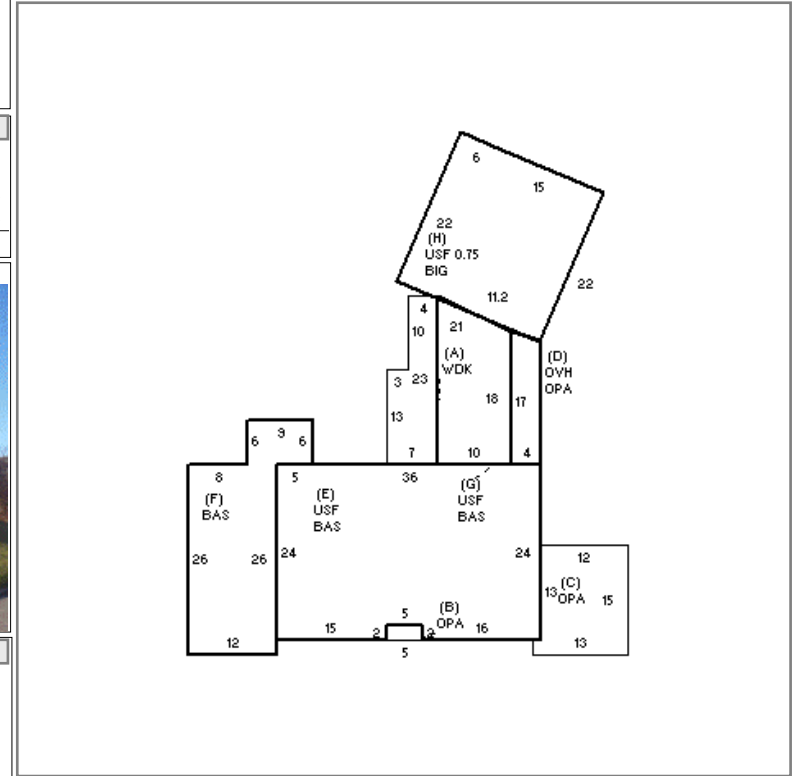 6
15
22
(H)
USF 0.75
BIG
22
11.2
4
21
10
(A)
WDK
(D)
OVH
OPA
3 23
18
17
13
7
10
4
9
6
6
8
5
36
(F)
BAS
(E)
USF
BAS
(G)
USF
BAS
26
26
24
24
12
13
(C)
OPA
15
5
(B)
OPA
15
2
2
16
12
5
13